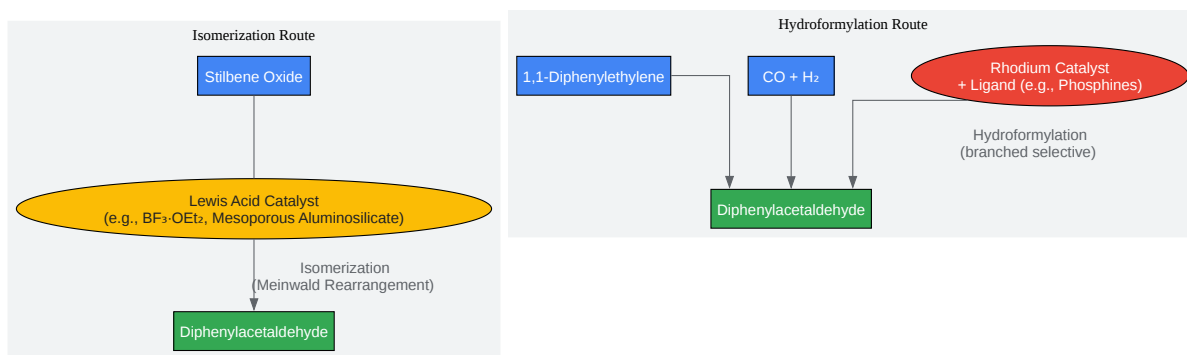 Isomerization Route
Stilbene Oxide
Lewis Acid Catalyst
(e.g., BF₃·OEt₂, Mesoporous Aluminosilicate)
Isomerization
(Meinwald Rearrangement)
Diphenylacetaldehyde
Hydroformylation Route
1,1-Diphenylethylene
CO + H₂
Rhodium Catalyst
+ Ligand (e.g., Phosphines)
Hydroformylation
(branched selective)
Diphenylacetaldehyde